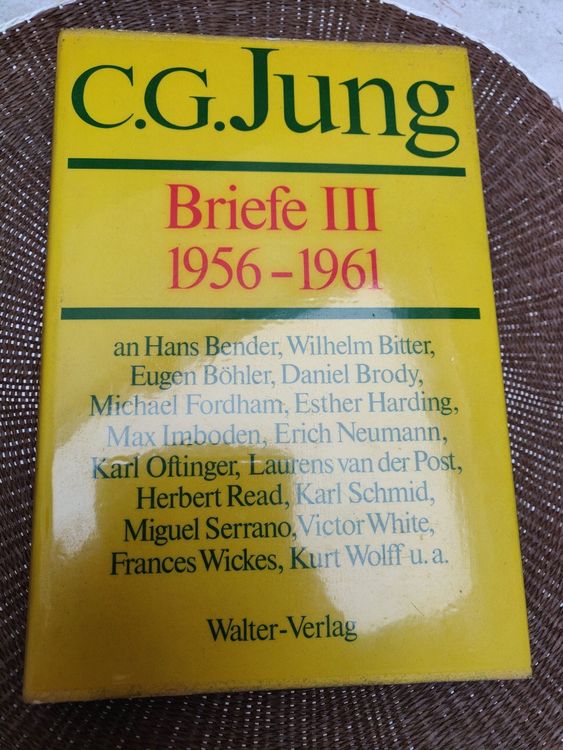 C.G.Jung
Briefe III
1956–1961
an Hans Bender, Wilhelm Bitter,
Eugen Böhler, Daniel Brody,
Michael Fordham, Esther Harding,
Max Imboden, Erich Neumann,
Karl Oftinger, Laurens van der Post,
Herbert Read, Karl Schmid,
Miguel Serrano, Victor White,
Frances Wickes, Kurt Wolff u. a.
Walter-Verlag